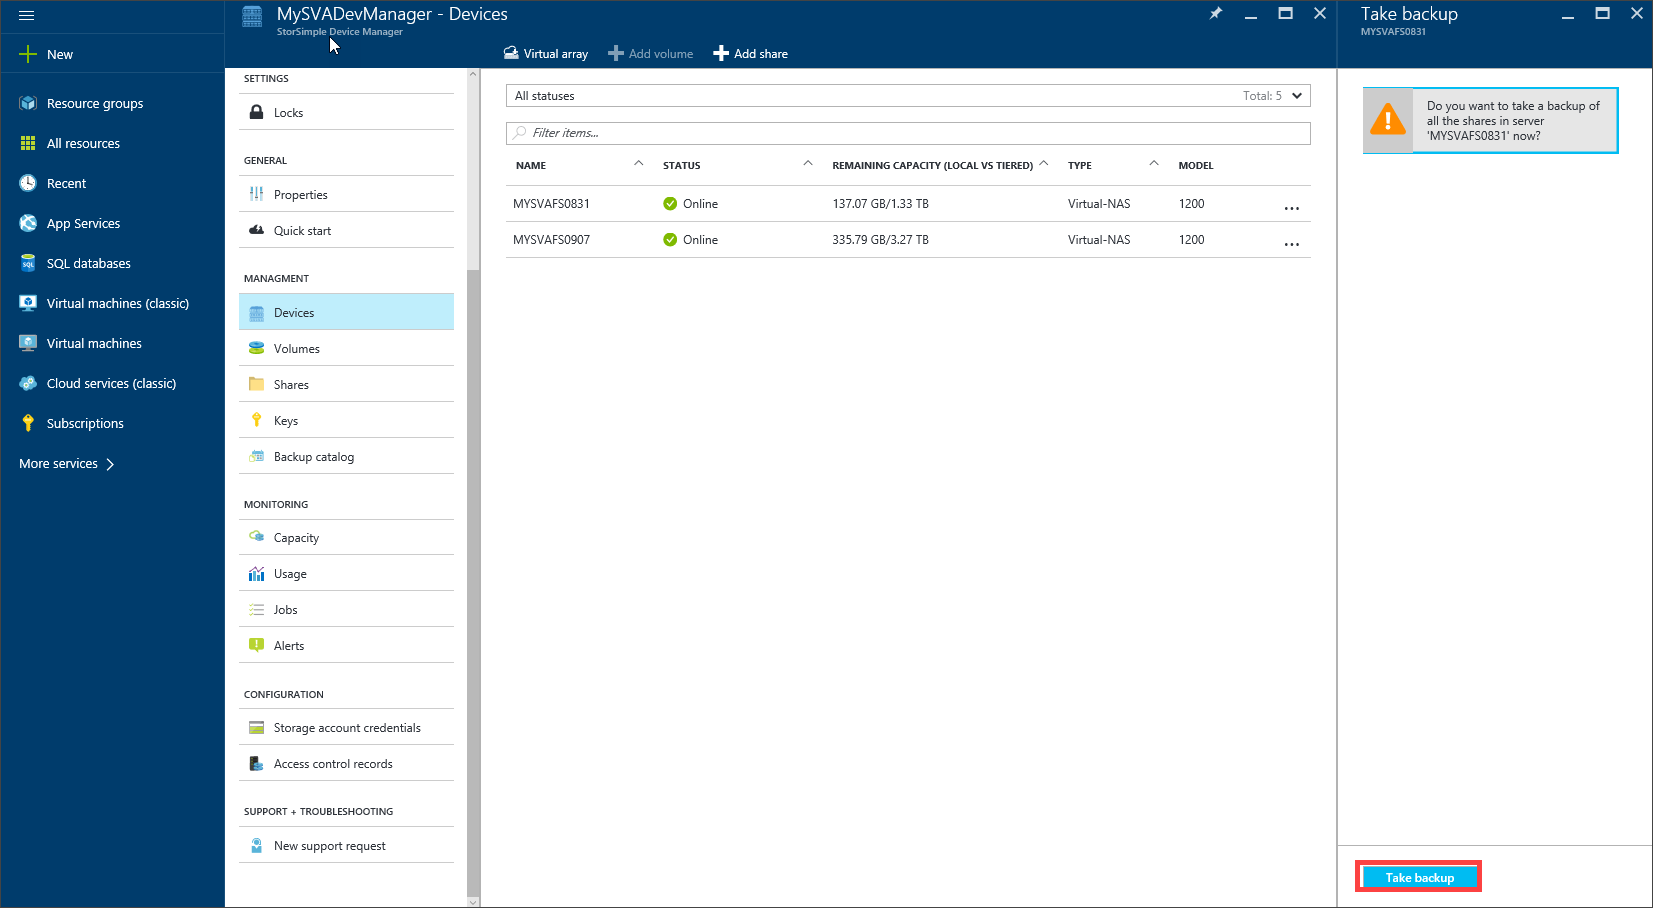 MySVADevManager - Devices
StorSimple Device Manager
Take backup
MYSVAFS0831
New
Resource groups
All resources
Recent
App Services
SQL databases
Virtual machines (classic)
Virtual machines
Cloud services (classic)
Subscriptions
More services
SETTINGS
Locks
GENERAL
Properties
Quick start
MANAGMENT
Devices
Volumes
Shares
Keys
Backup catalog
MONITORING
Capacity
Usage
Jobs
Alerts
CONFIGURATION
Storage account credentials
Access control records
SUPPORT + TROUBLESHOOTING
New support request
Virtual array Add volume Add share
All statuses Total: 5
Filter items...
NAME STATUS REMAINING CAPACITY (LOCAL VS TIERED) TYPE MODEL
MYSVAFS0831 Online 137.07 GB/1.33 TB Virtual-NAS 1200 ...
MYSVAFS0907 Online 335.79 GB/3.27 TB Virtual-NAS 1200 ...
Do you want to take a backup of
all the shares in server
'MYSVAFS0831' now?
Take backup